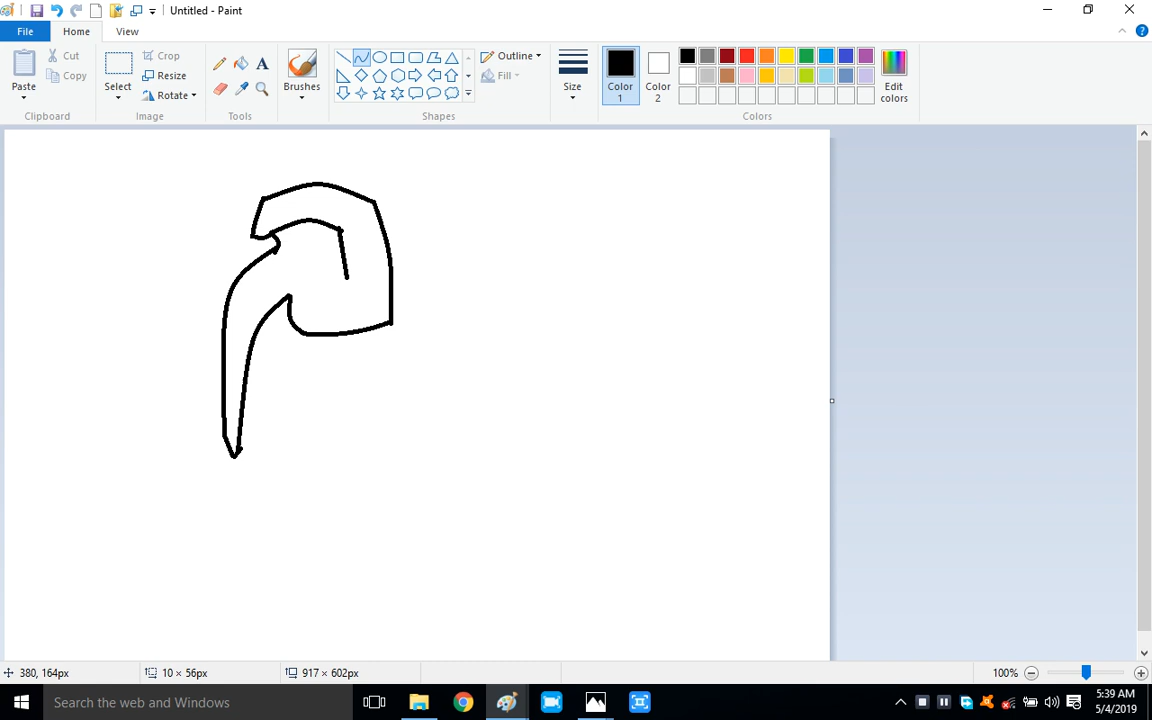 Untitled - Paint
File Home View
Paste Cut Copy Clipboard
Select Crop Resize Rotate Image
A Tools
Brushes
Outline Fill Shapes
Size
Color 1 Color 2 Edit colors Colors
380, 164px 10 × 56px 917 × 602px 100%
Search the web and Windows
5:39 AM
5/4/2019